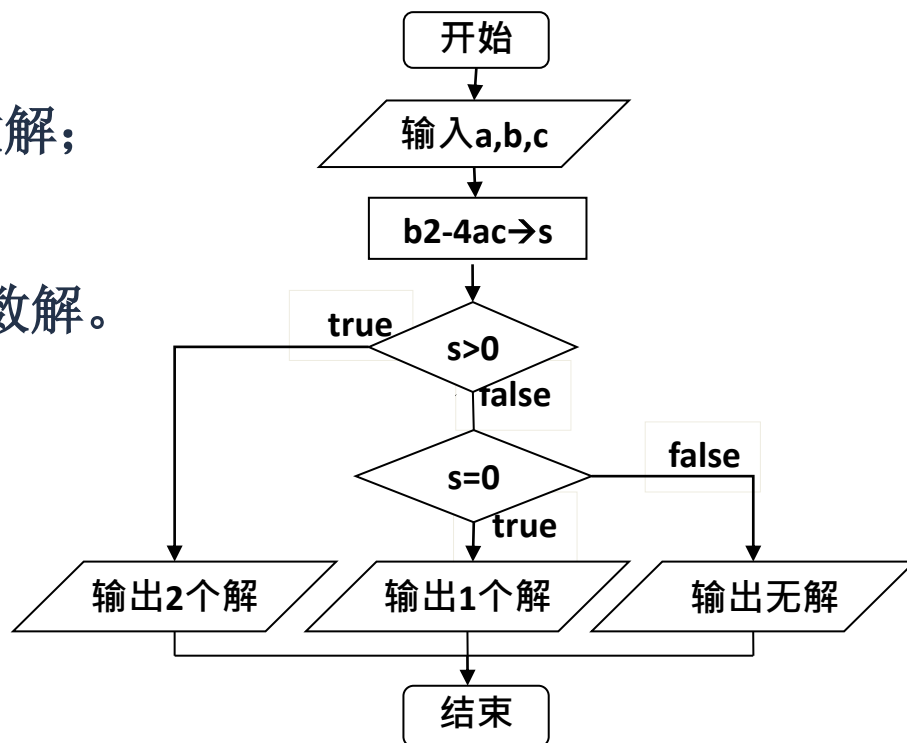 开始
解；
输入a,b,c
b2-4ac→s
数解。
true
s>0
false
s=0
false
true
输出2个解
输出1个解
输出无解
结束